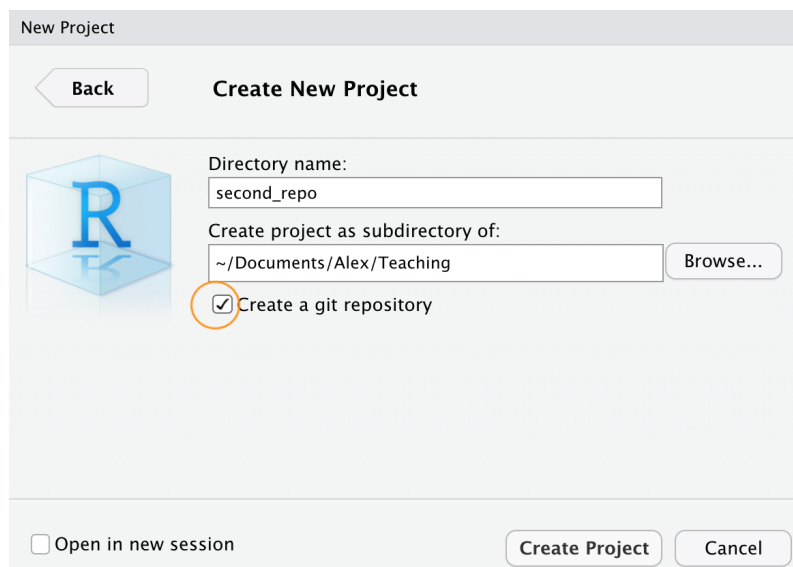 New Project
Back
Create New Project
R
Directory name:
second_repo
Create project as subdirectory of:
~/Documents/Alex/Teaching
Browse...
Create a git repository
Open in new session
Create Project
Cancel